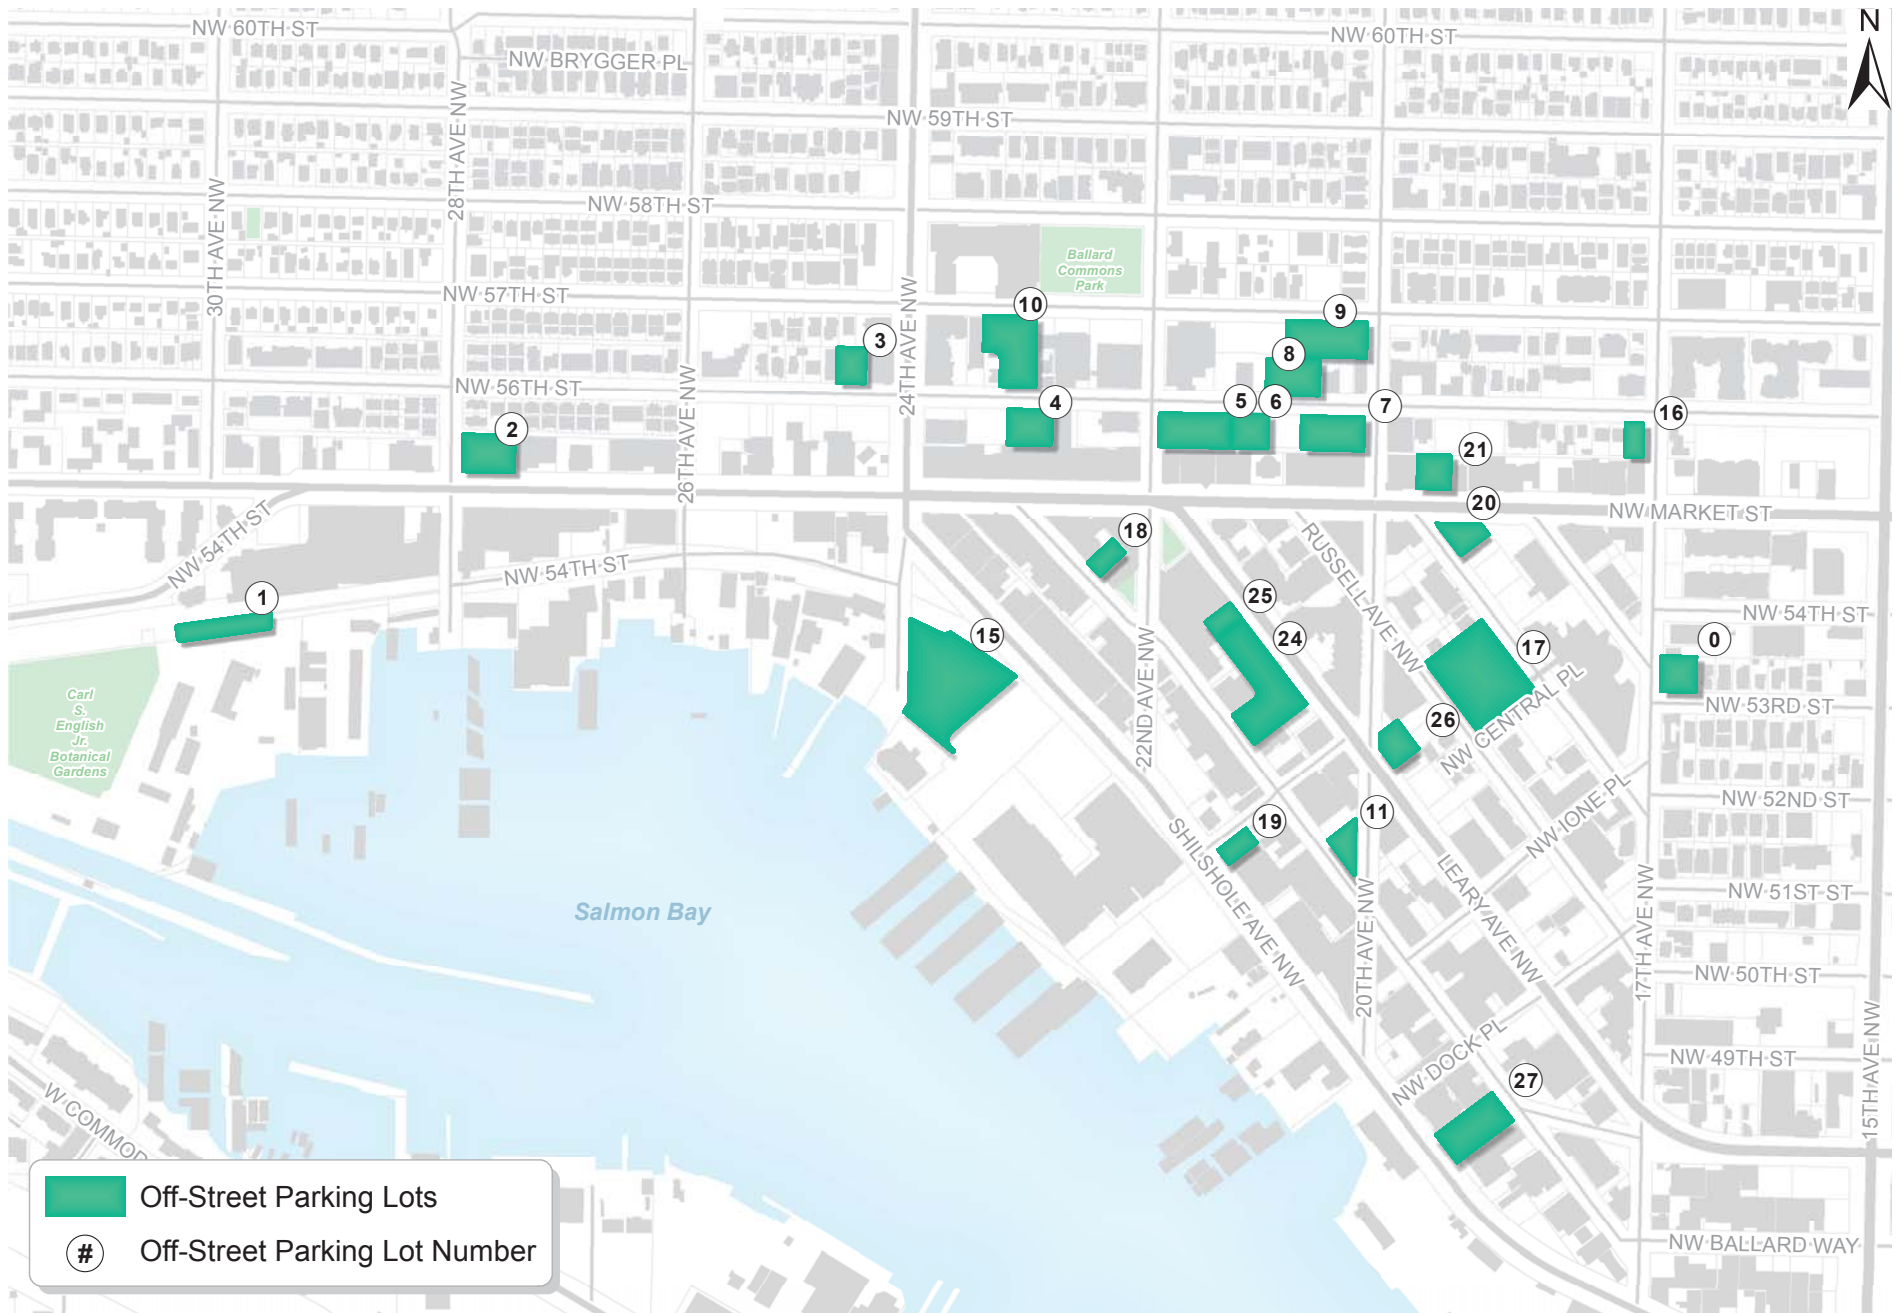 NW 60TH ST
NW 60TH ST
N
NW BRYGGER PL
28TH AVE NW
NW 59TH ST
30TH AVE NW
NW 58TH ST
Ballard
Commons
Park
24TH AVE NW
NW 57TH ST
10
9
3
8
NW 56TH ST
26TH AVE NW
4
5
6
7
16
2
21
20
NW MARKET ST
NW 54TH ST
18
RUSSELL AVE NW
NW 54TH ST
1
25
NW 54TH ST
15
24
22ND AVE NW
17
0
Carl
S.
English
Jr.
Botanical
Gardens
26
NW CENTRAL PL
NW 53RD ST
NW 52ND ST
11
19
NW IONE PL
SHILSHOLE AVE NW
LEARY AVE NW
20TH AVE NW
17TH AVE NW
NW 51ST ST
Salmon Bay
NW 50TH ST
15TH AVE NW
NW DOCK PL
NW 49TH ST
27
W COMMOD
NW BALLARD WAY
Off-Street Parking Lots
# Off-Street Parking Lot Number